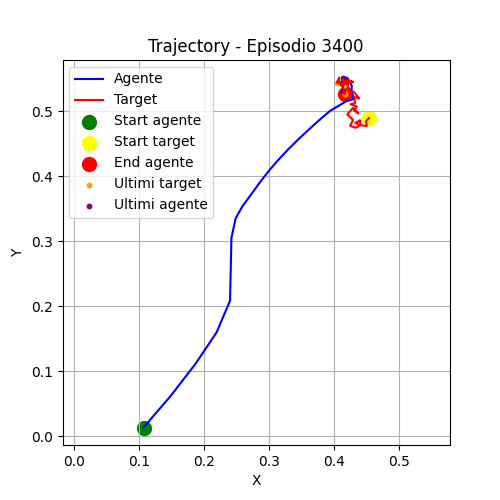 Trajectory - Episodio 3400
Agente
Target
Start agente
Start target
End agente
Ultimi target
Ultimi agente
Y
0.5
0.4
0.3
0.2
0.1
0.0
0.0 0.1 0.2 0.3 0.4 0.5
X